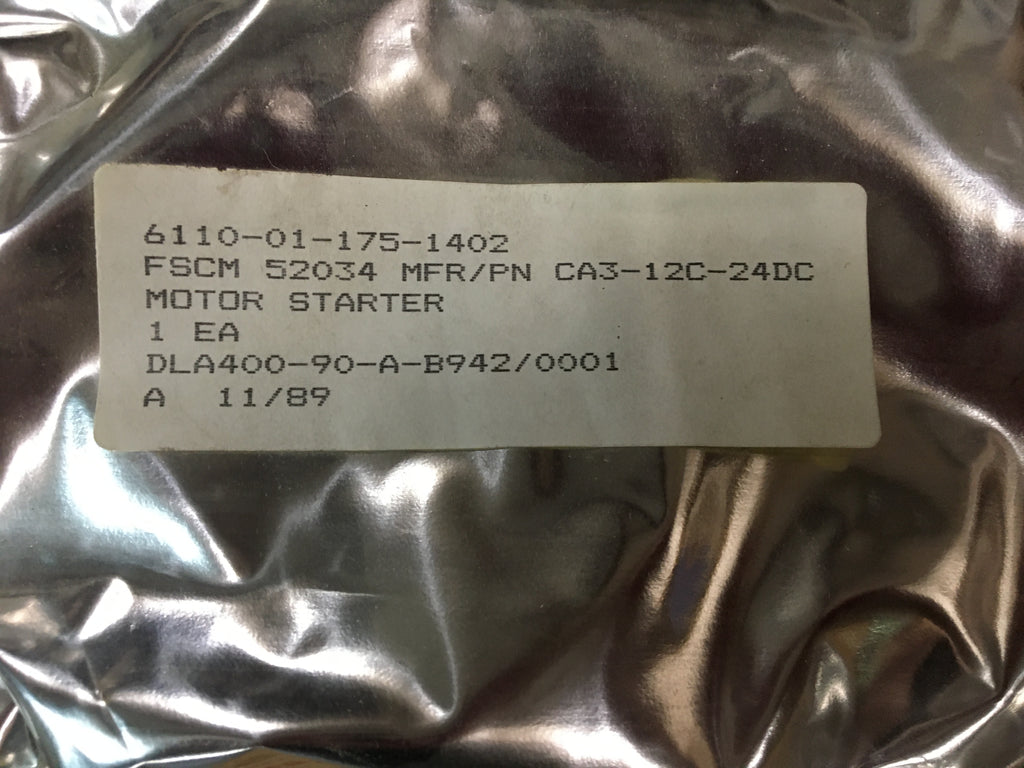 6110-01-175-1402
FSCM 52034 MFR/PN CA3-12C-24DC
MOTOR STARTER
1 EA
DLA400-90-A-B942/0001
A 11/89